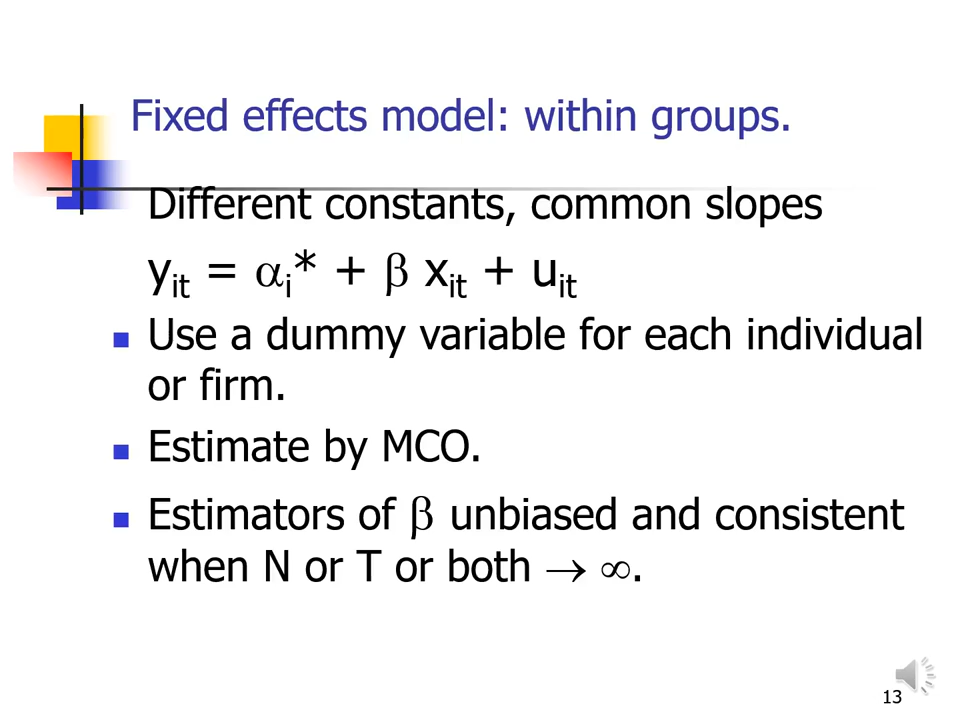 Fixed effects model: within groups.
Different constants, common slopes
yit = αi* + β xit + uit
Use a dummy variable for each individual
or firm.
Estimate by MCO.
Estimators of β unbiased and consistent
when N or T or both → ∞.
13